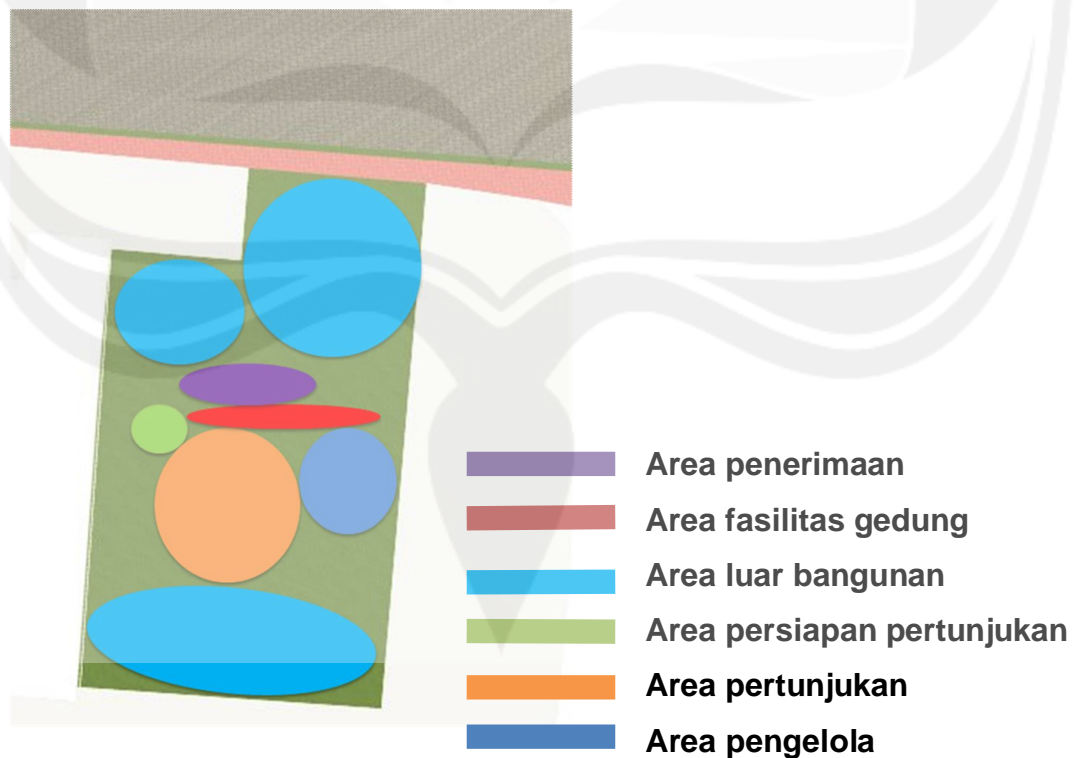 Area penerimaan
Area fasilitas gedung
Area luar bangunan
Area persiapan pertunjukan
Area pertunjukan
Area pengelola